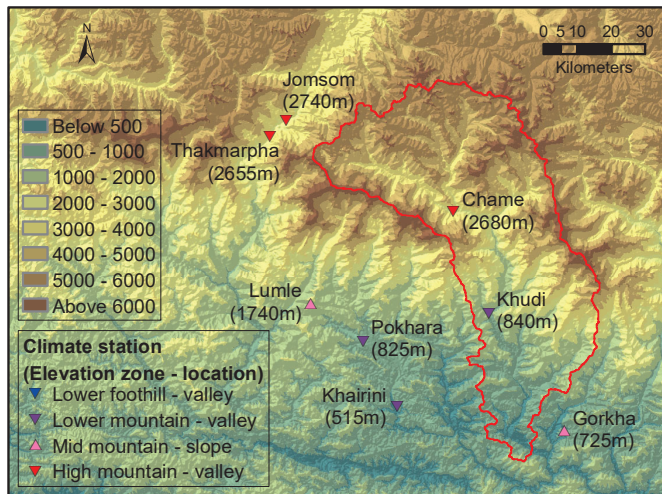 N
0 5 10 20 30
Kilometers
Jomsom
(2740m)
Thakmarpha
(2655m)
Chame
(2680m)
Lumle
(1740m)
Pokhara
(825m)
Khudi
(840m)
Khairini
(515m)
Gorkha
(725m)
Below 500
500 - 1000
1000 - 2000
2000 - 3000
3000 - 4000
4000 - 5000
5000 - 6000
Above 6000
Climate station
(Elevation zone - location)
Lower foothill - valley
Lower mountain - valley
Mid mountain - slope
High mountain - valley